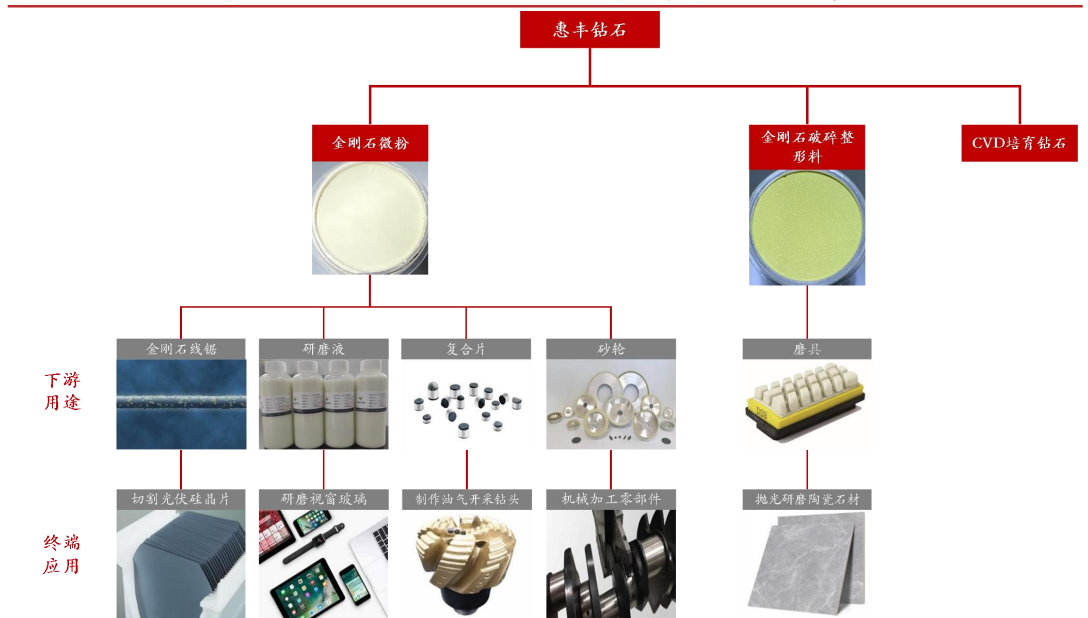 惠丰钻石
金刚石微粉
金刚石破碎整
形料
CVD培育钻石
下游
用途
金刚石线锯
研磨液
复合片
砂轮
磨具
终端
应用
切割光伏硅晶片
研磨视窗玻璃
制作油气开采钻头
机械加工零部件
抛光研磨陶瓷石材